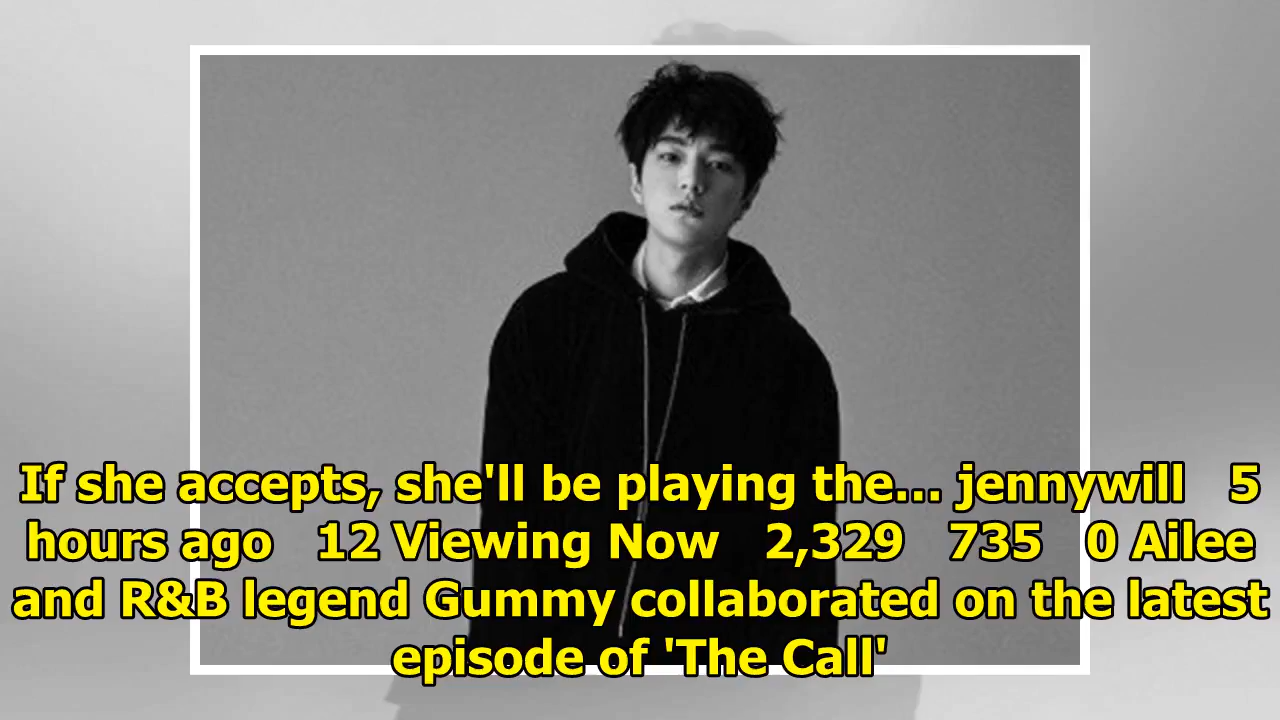 If she accepts, she'll be playing the... jennywill 5
hours ago 12 Viewing Now 2,329 735 0 Ailee
and R&B legend Gummy collaborated on the latest
episode of 'The Call'